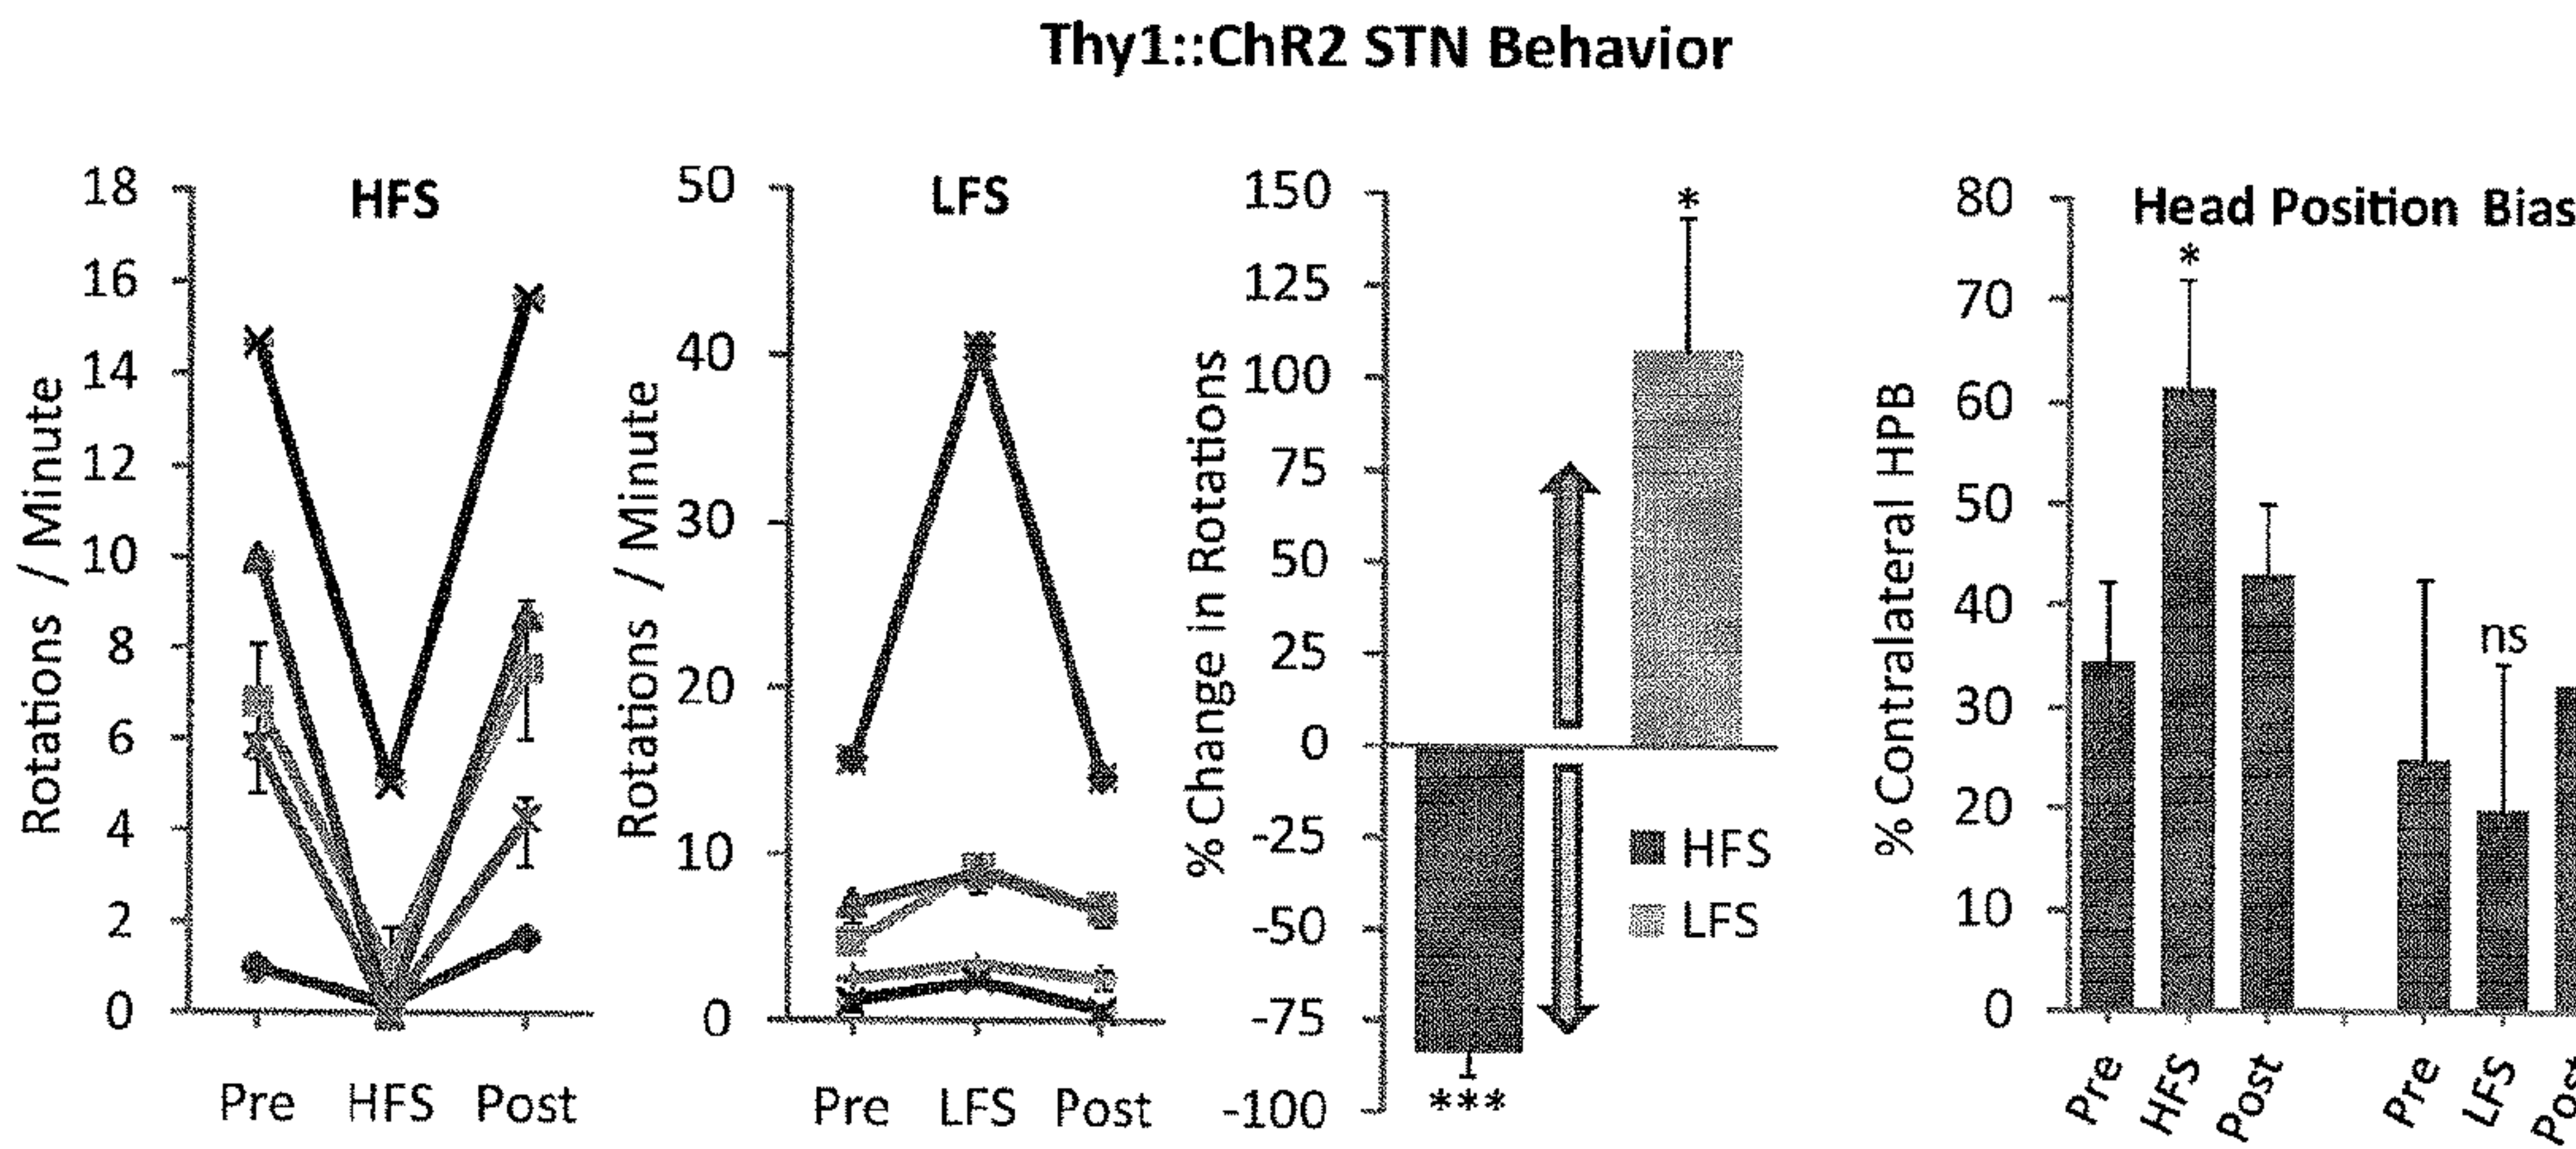 Thy1::ChR2 STN Behavior
Rotations / Minute
18
16
14
12
10
8
6
4
2
0
HFS
Pre HFS Post
Rotations / Minute
50
40
30
20
10
0
LFS
Pre LFS Post
% Change in Rotations
150
125
100
75
50
25
0
-25
-50
-75
-100
*
***
HFS
LFS
% Contralateral HPB
80
70
60
50
40
30
20
10
0
Head Position Bias
*
ns
Pre
HFS
Post
Pre
LFS
Post